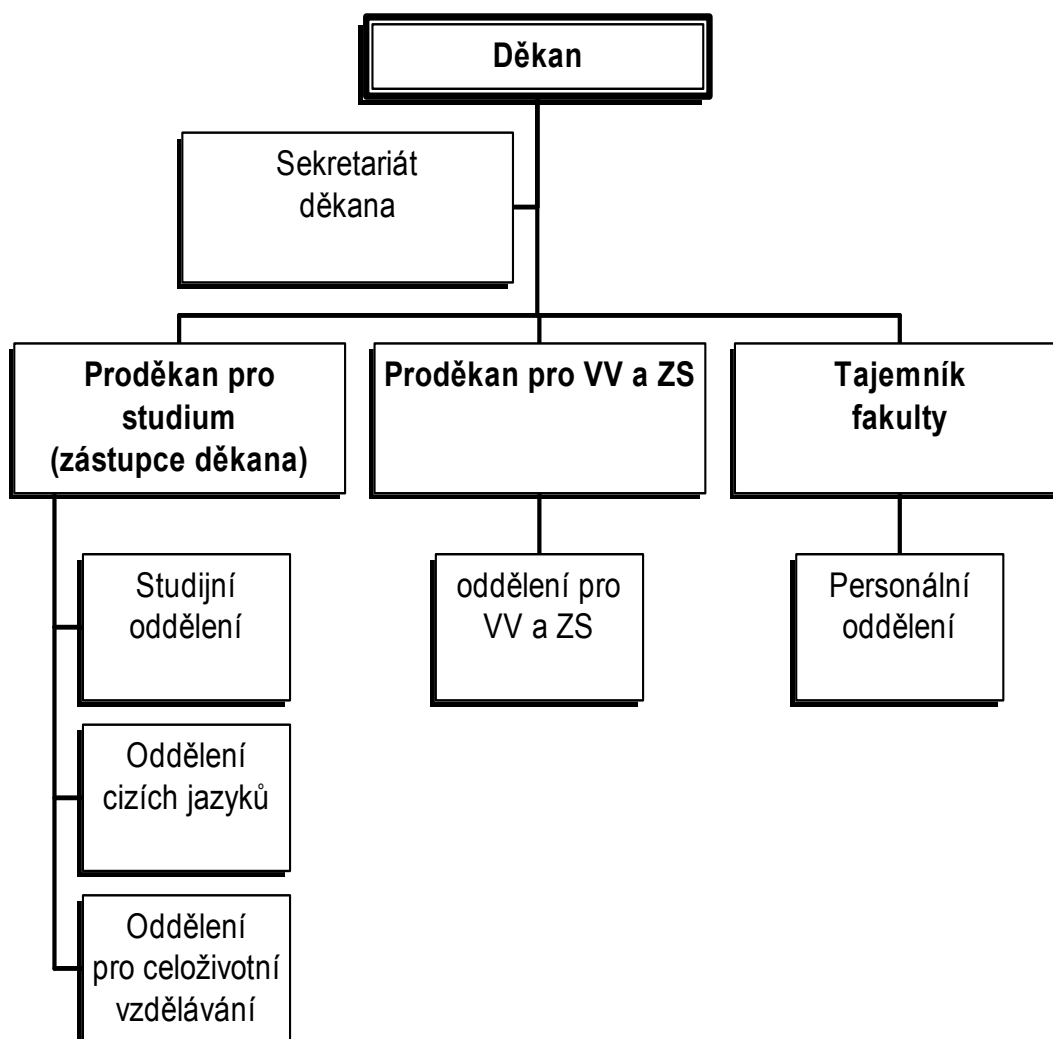 Děkan
Sekretariát
děkana
Proděkan pro
studium
(zástupce děkana)
Proděkan pro VV a ZS
Tajemník
fakulty
Studijní
oddělení
oddělení pro
VV a ZS
Personální
oddělení
Oddělení
cizích jazyků
Oddělení
pro celoživotní
vzdělávání